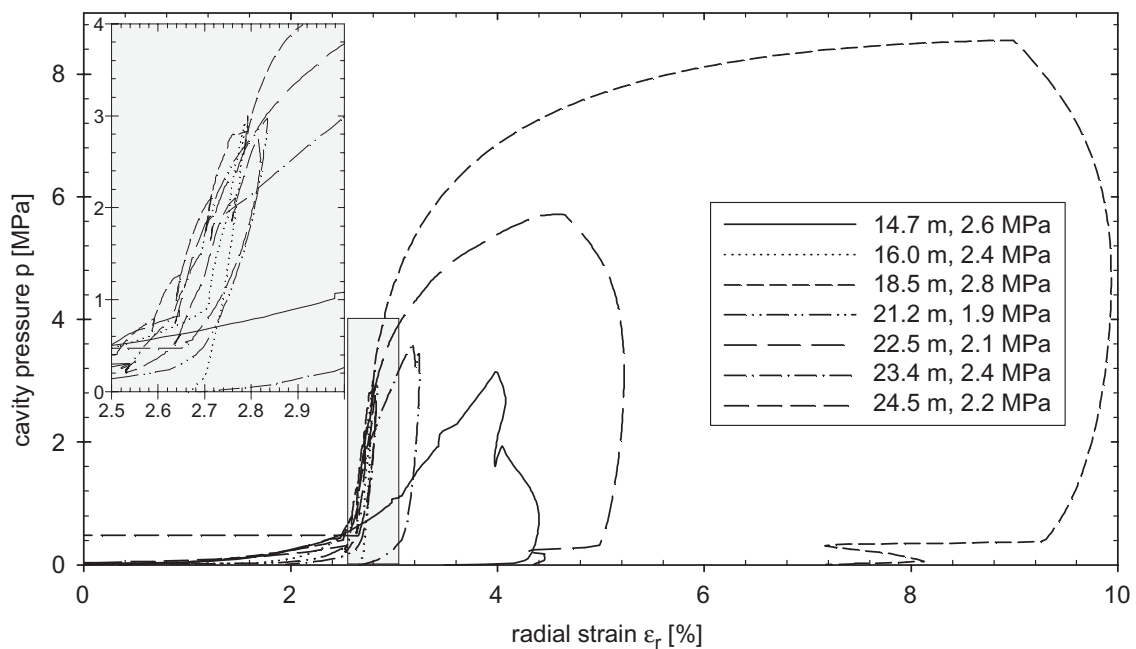 4
3
2
1
0
2.5 2.6 2.7 2.8 2.9
8
6
4
2
0
cavity pressure p [MPa]
14.7 m, 2.6 MPa
16.0 m, 2.4 MPa
18.5 m, 2.8 MPa
21.2 m, 1.9 MPa
22.5 m, 2.1 MPa
23.4 m, 2.4 MPa
24.5 m, 2.2 MPa
0 2 4 6 8 10
radial strain εr [%]